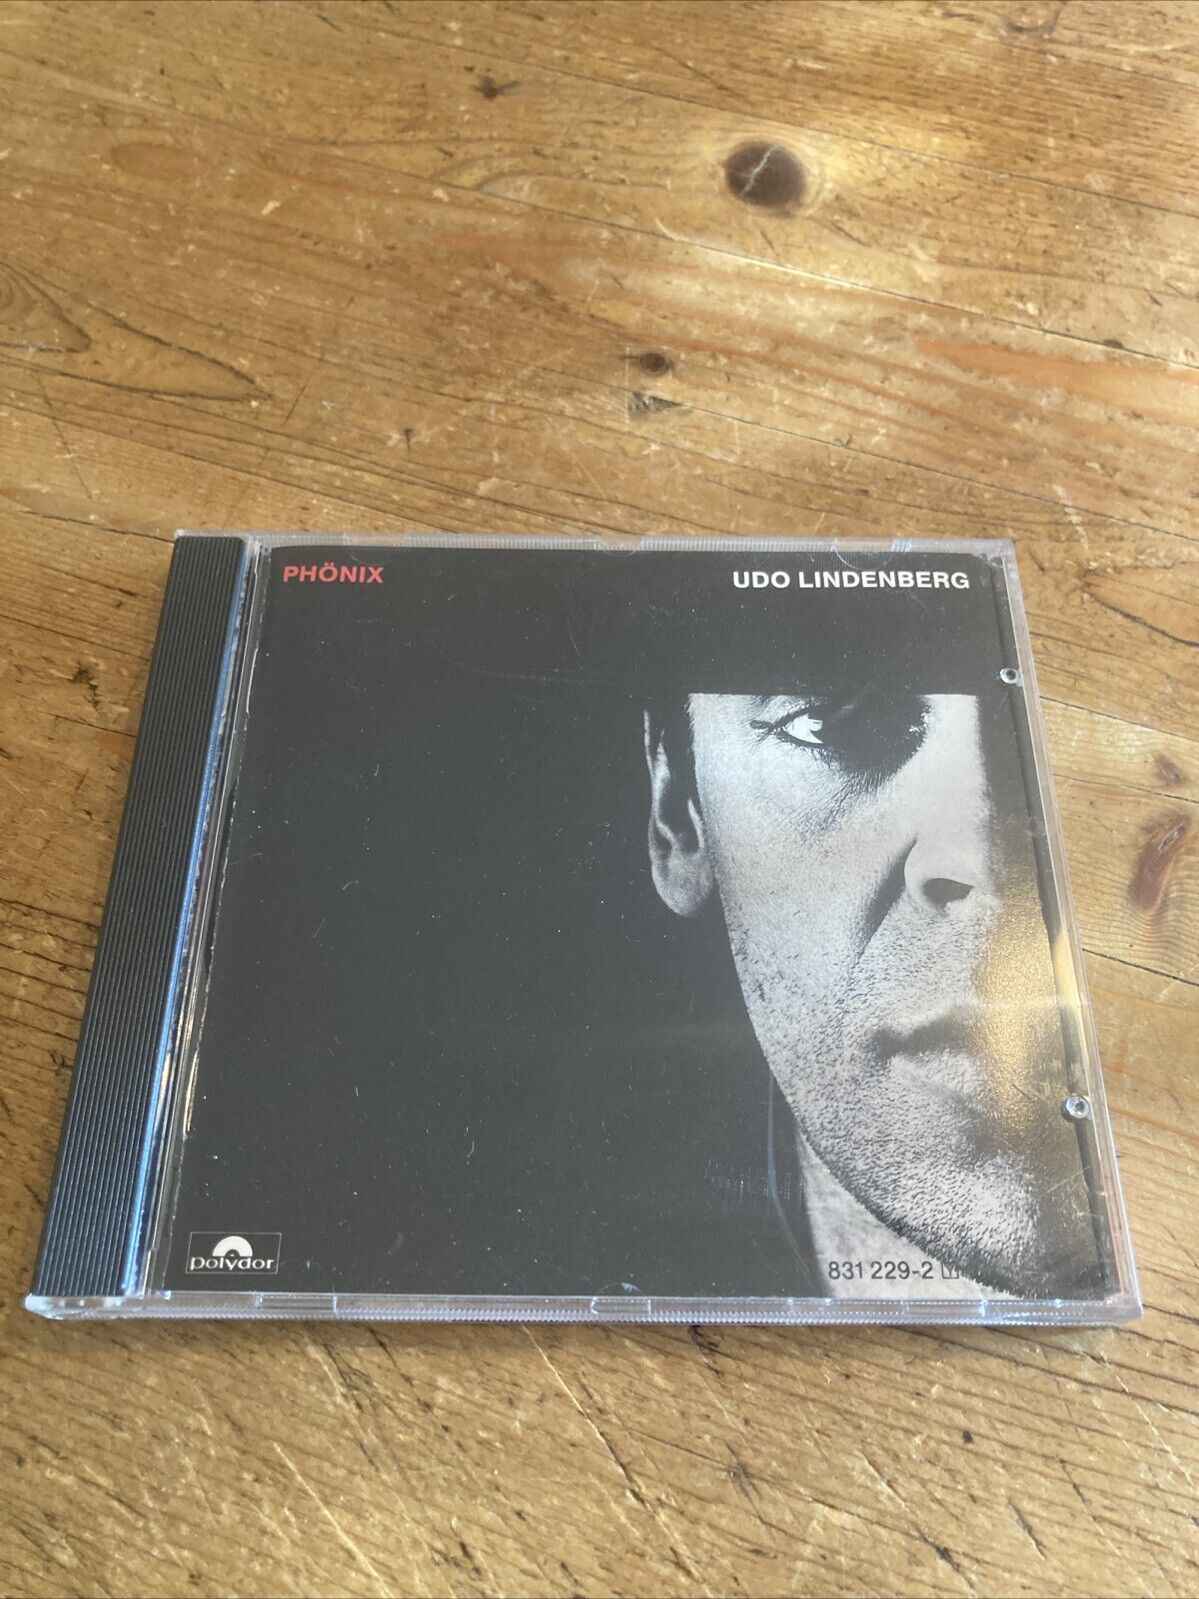 PHÖNIX
UDO LINDENBERG
polydor
831 229-2